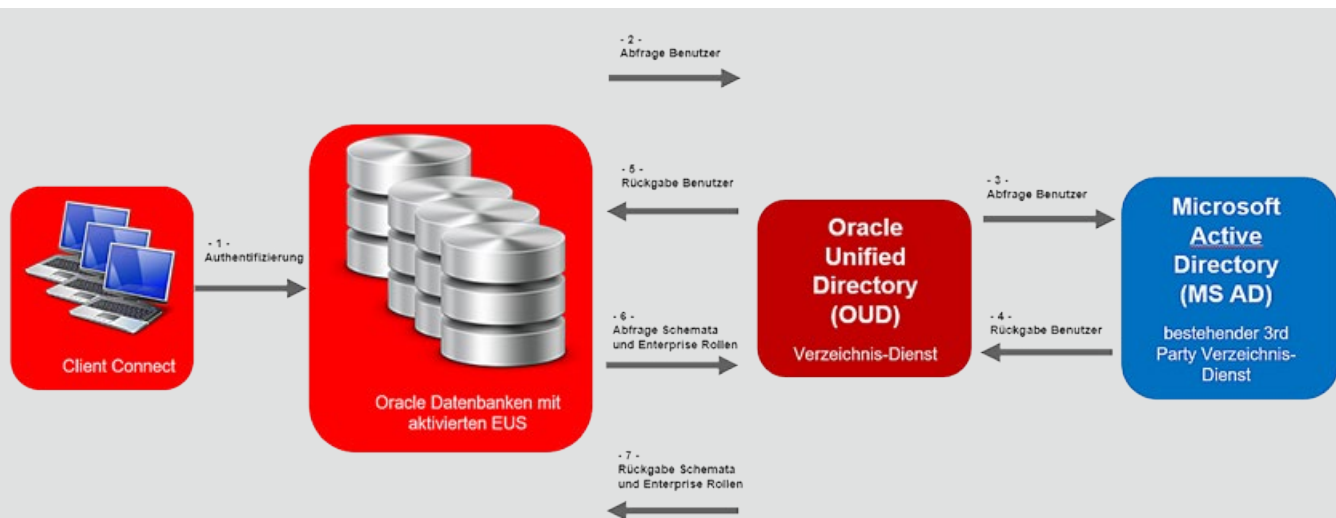 - 1 -
Authentifizierung
Client Connect
Oracle Datenbanken mit
aktivierten EUS
- 2 -
Abfrage Benutzer
- 5 -
Rückgabe Benutzer
- 6 -
Abfrage Schemata
und Enterprise Rollen
- 7 -
Rückgabe Schemata
und Enterprise Rollen
Oracle
Unified
Directory
(OUD)
Verzeichnis-Dienst
- 3 -
Abfrage Benutzer
- 4 -
Rückgabe Benutzer
Microsoft
Active
Directory
(MS AD)
bestehender 3rd
Party Verzeichnis-
Dienst